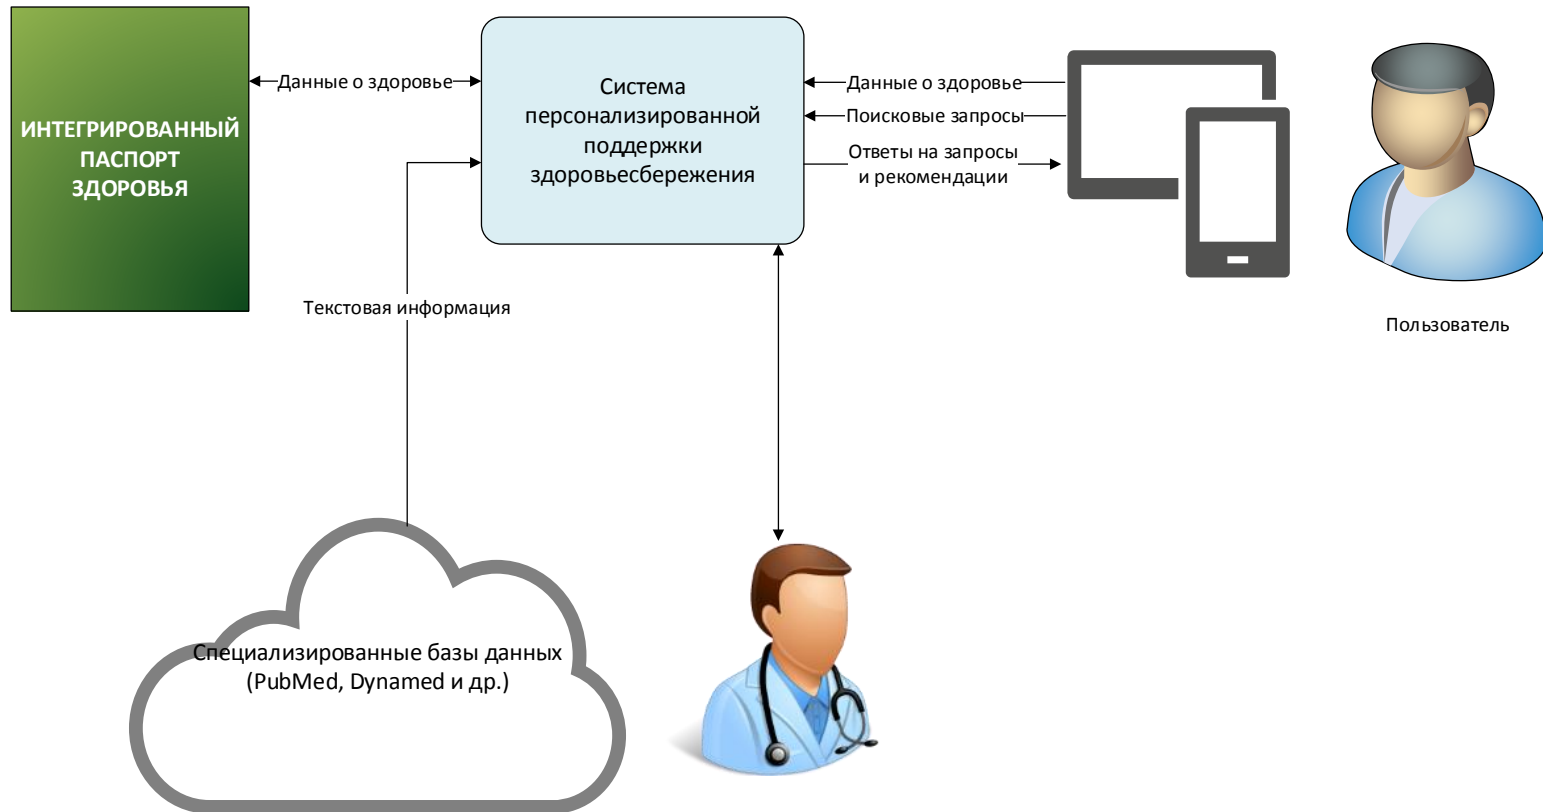 ИНТЕГРИРОВАННЫЙ
ПАСПОРТ
ЗДОРОВЬЯ
Данные о здоровье
Система
персонализированной
поддержки
здоровьесбережения
Данные о здоровье
Поисковые запросы
Ответы на запросы
и рекомендации
Пользователь
Текстовая информация
Специализированные базы данных
(PubMed, Dynamed и др.)